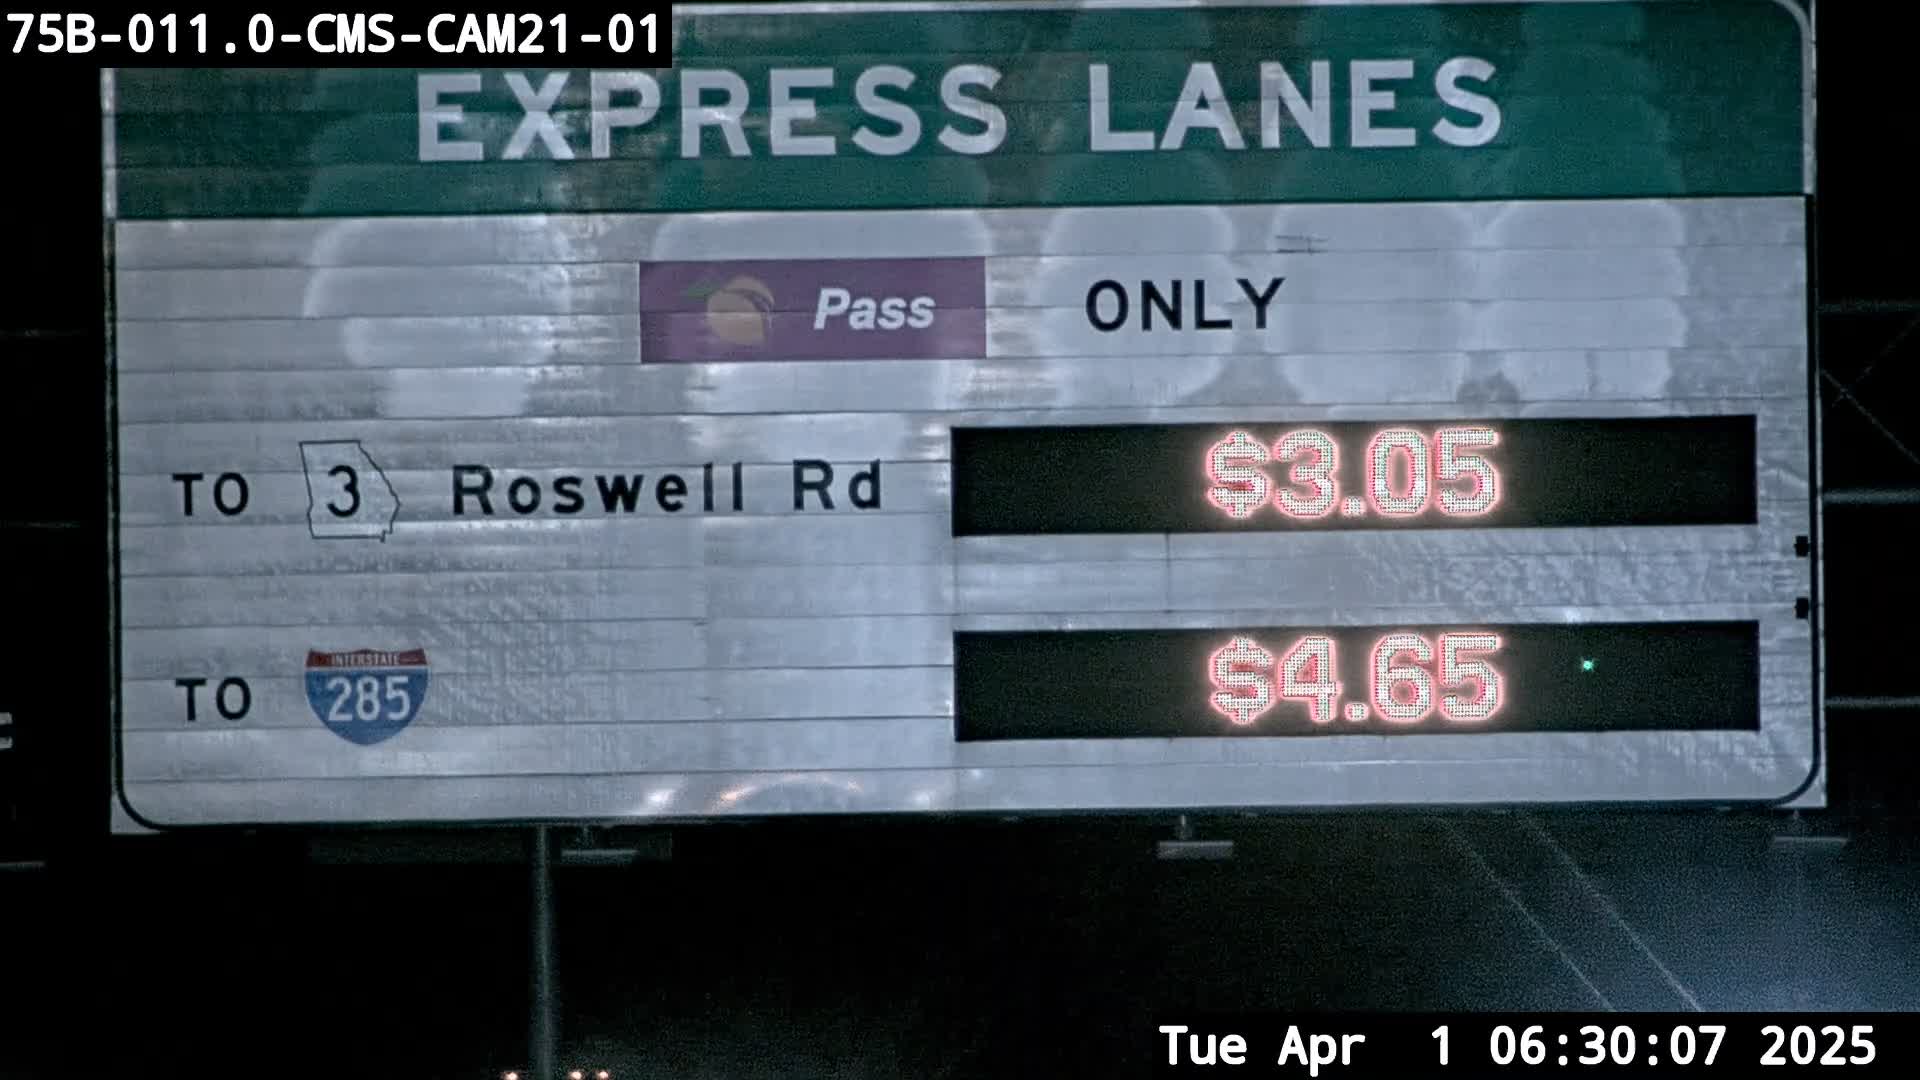 75B-011.0-CMS-CAM21-01
EXPRESS LANES
Pass ONLY
TO 3 Roswell Rd $3.05
TO INTERSTATE 285 $4.65
Tue Apr 1 06:30:07 2025